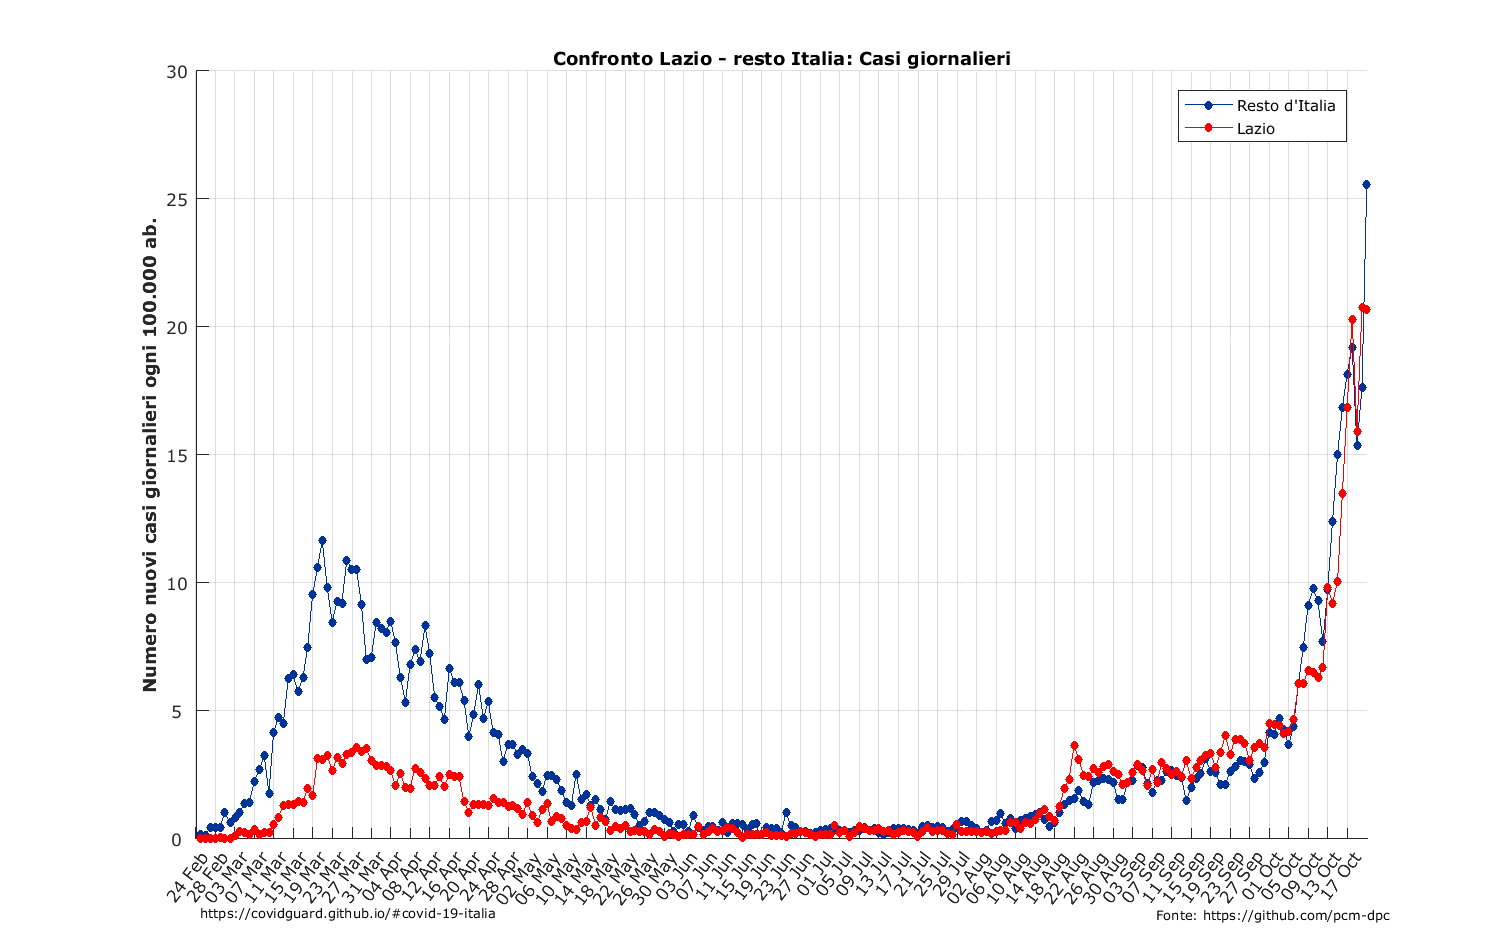 Confronto Lazio - resto Italia: Casi giornalieri
Numero nuovi casi giornalieri ogni 100.000 ab.
30
25
20
15
10
5
0
Resto d'Italia
Lazio
24 Feb
28 Feb
03 Mar
07 Mar
11 Mar
15 Mar
19 Mar
23 Mar
27 Mar
31 Mar
04 Apr
08 Apr
12 Apr
16 Apr
20 Apr
24 Apr
28 Apr
02 May
06 May
10 May
14 May
18 May
22 May
26 May
30 May
03 Jun
07 Jun
11 Jun
15 Jun
19 Jun
23 Jun
27 Jun
01 Jul
05 Jul
09 Jul
13 Jul
17 Jul
21 Jul
25 Jul
29 Jul
02 Aug
06 Aug
10 Aug
14 Aug
18 Aug
22 Aug
26 Aug
30 Aug
03 Sep
07 Sep
11 Sep
15 Sep
19 Sep
23 Sep
27 Sep
01 Oct
05 Oct
09 Oct
13 Oct
17 Oct
https://covidguard.github.io/#covid-19-italia
Fonte: https://github.com/pcm-dpc